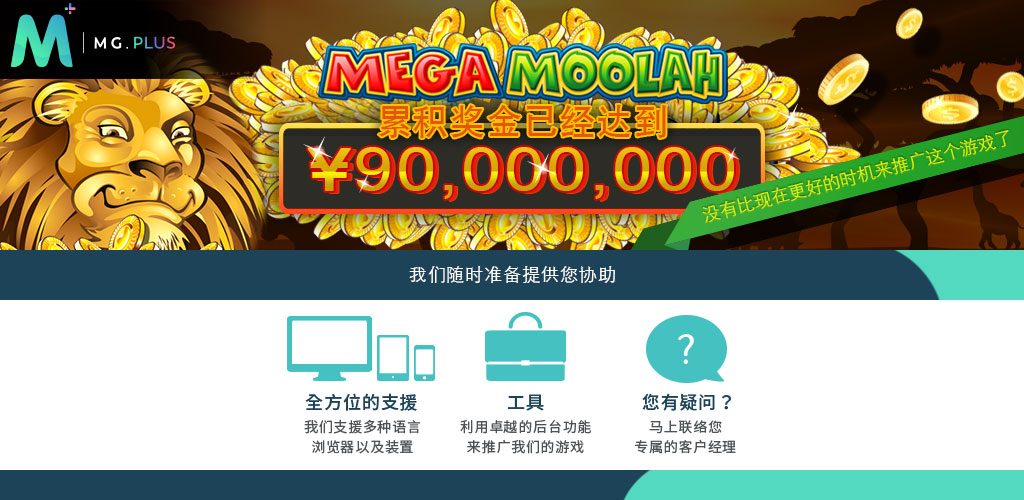 M+ | MG.PLUS
MEGA MOOLAH
累积奖金已经达到
¥90,000,000
没有比现在更好的时机来推广这个游戏了
我们随时准备提供您协助
?
全方位的支援
我们支援多种语言
浏览器以及装置
工具
利用卓越的后台功能
来推广我们的游戏
您有疑问？
马上联络您
专属的客户经理